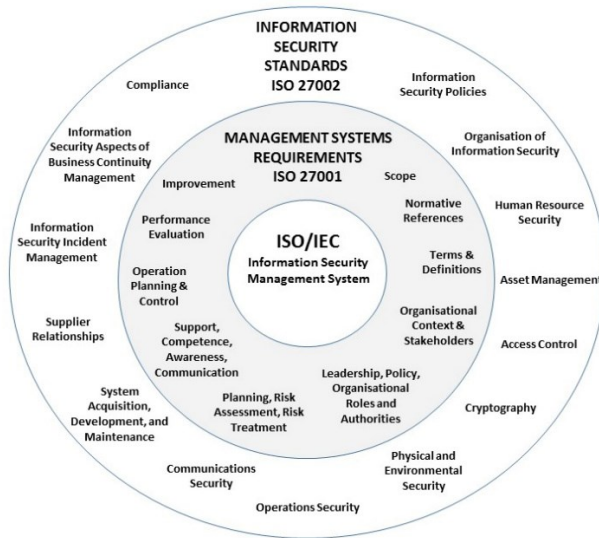 INFORMATION
SECURITY
STANDARDS
ISO 27002
Information
Security Policies
Organisation of
Information Security
Human Resource
Security
Asset Management
Access Control
Cryptography
Physical and
Environmental
Security
Operations Security
Communications
Security
System
Acquisition,
Development, and
Maintenance
Supplier
Relationships
Information
Security Incident
Management
Information
Security Aspects of
Business Continuity
Management
Compliance
MANAGEMENT SYSTEMS
REQUIREMENTS
ISO 27001
Scope
Normative
References
Terms &
Definitions
Organisational
Context &
Stakeholders
Leadership, Policy,
Organisational
Roles and
Authorities
Planning, Risk
Assessment, Risk
Treatment
Support,
Competence,
Awareness,
Communication
Operation
Planning &
Control
Performance
Evaluation
Improvement
ISO/IEC
Information Security
Management System